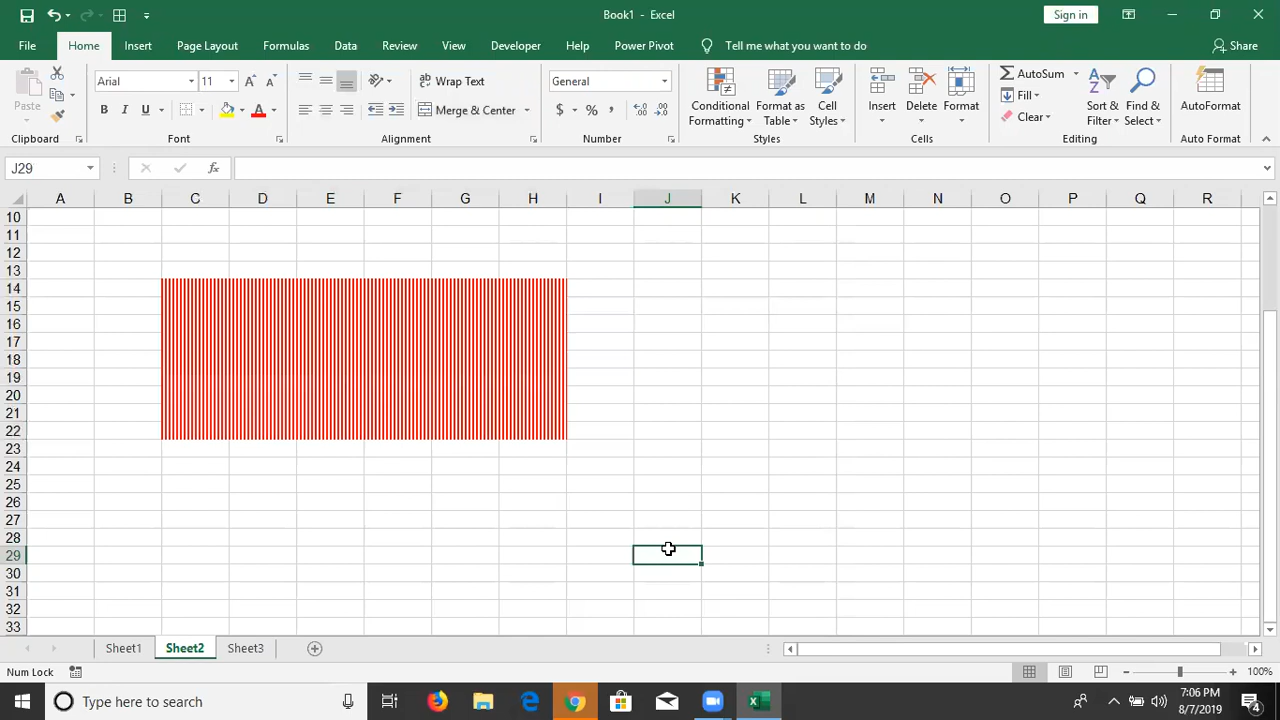 Book1 - Excel
Sign in
File Home Insert Page Layout Formulas Data Review View Developer Help Power Pivot Tell me what you want to do Share
Paste
Arial 11
B I U
Wrap Text
Merge & Center
General
$ % ,
Conditional Formatting
Format as Table
Cell Styles
Insert
Delete
Format
AutoSum
Fill
Clear
Sort & Filter
Find & Select
AutoFormat
Clipboard Font Alignment Number Styles Cells Editing Auto Format
J29 fx
A B C D E F G H I J K L M N O P Q R
10
11
12
13
14
15
16
17
18
19
20
21
22
23
24
25
26
27
28
29
30
31
32
33
Sheet1 Sheet2 Sheet3
Num Lock 100%
Type here to search
7:06 PM
8/7/2019
4